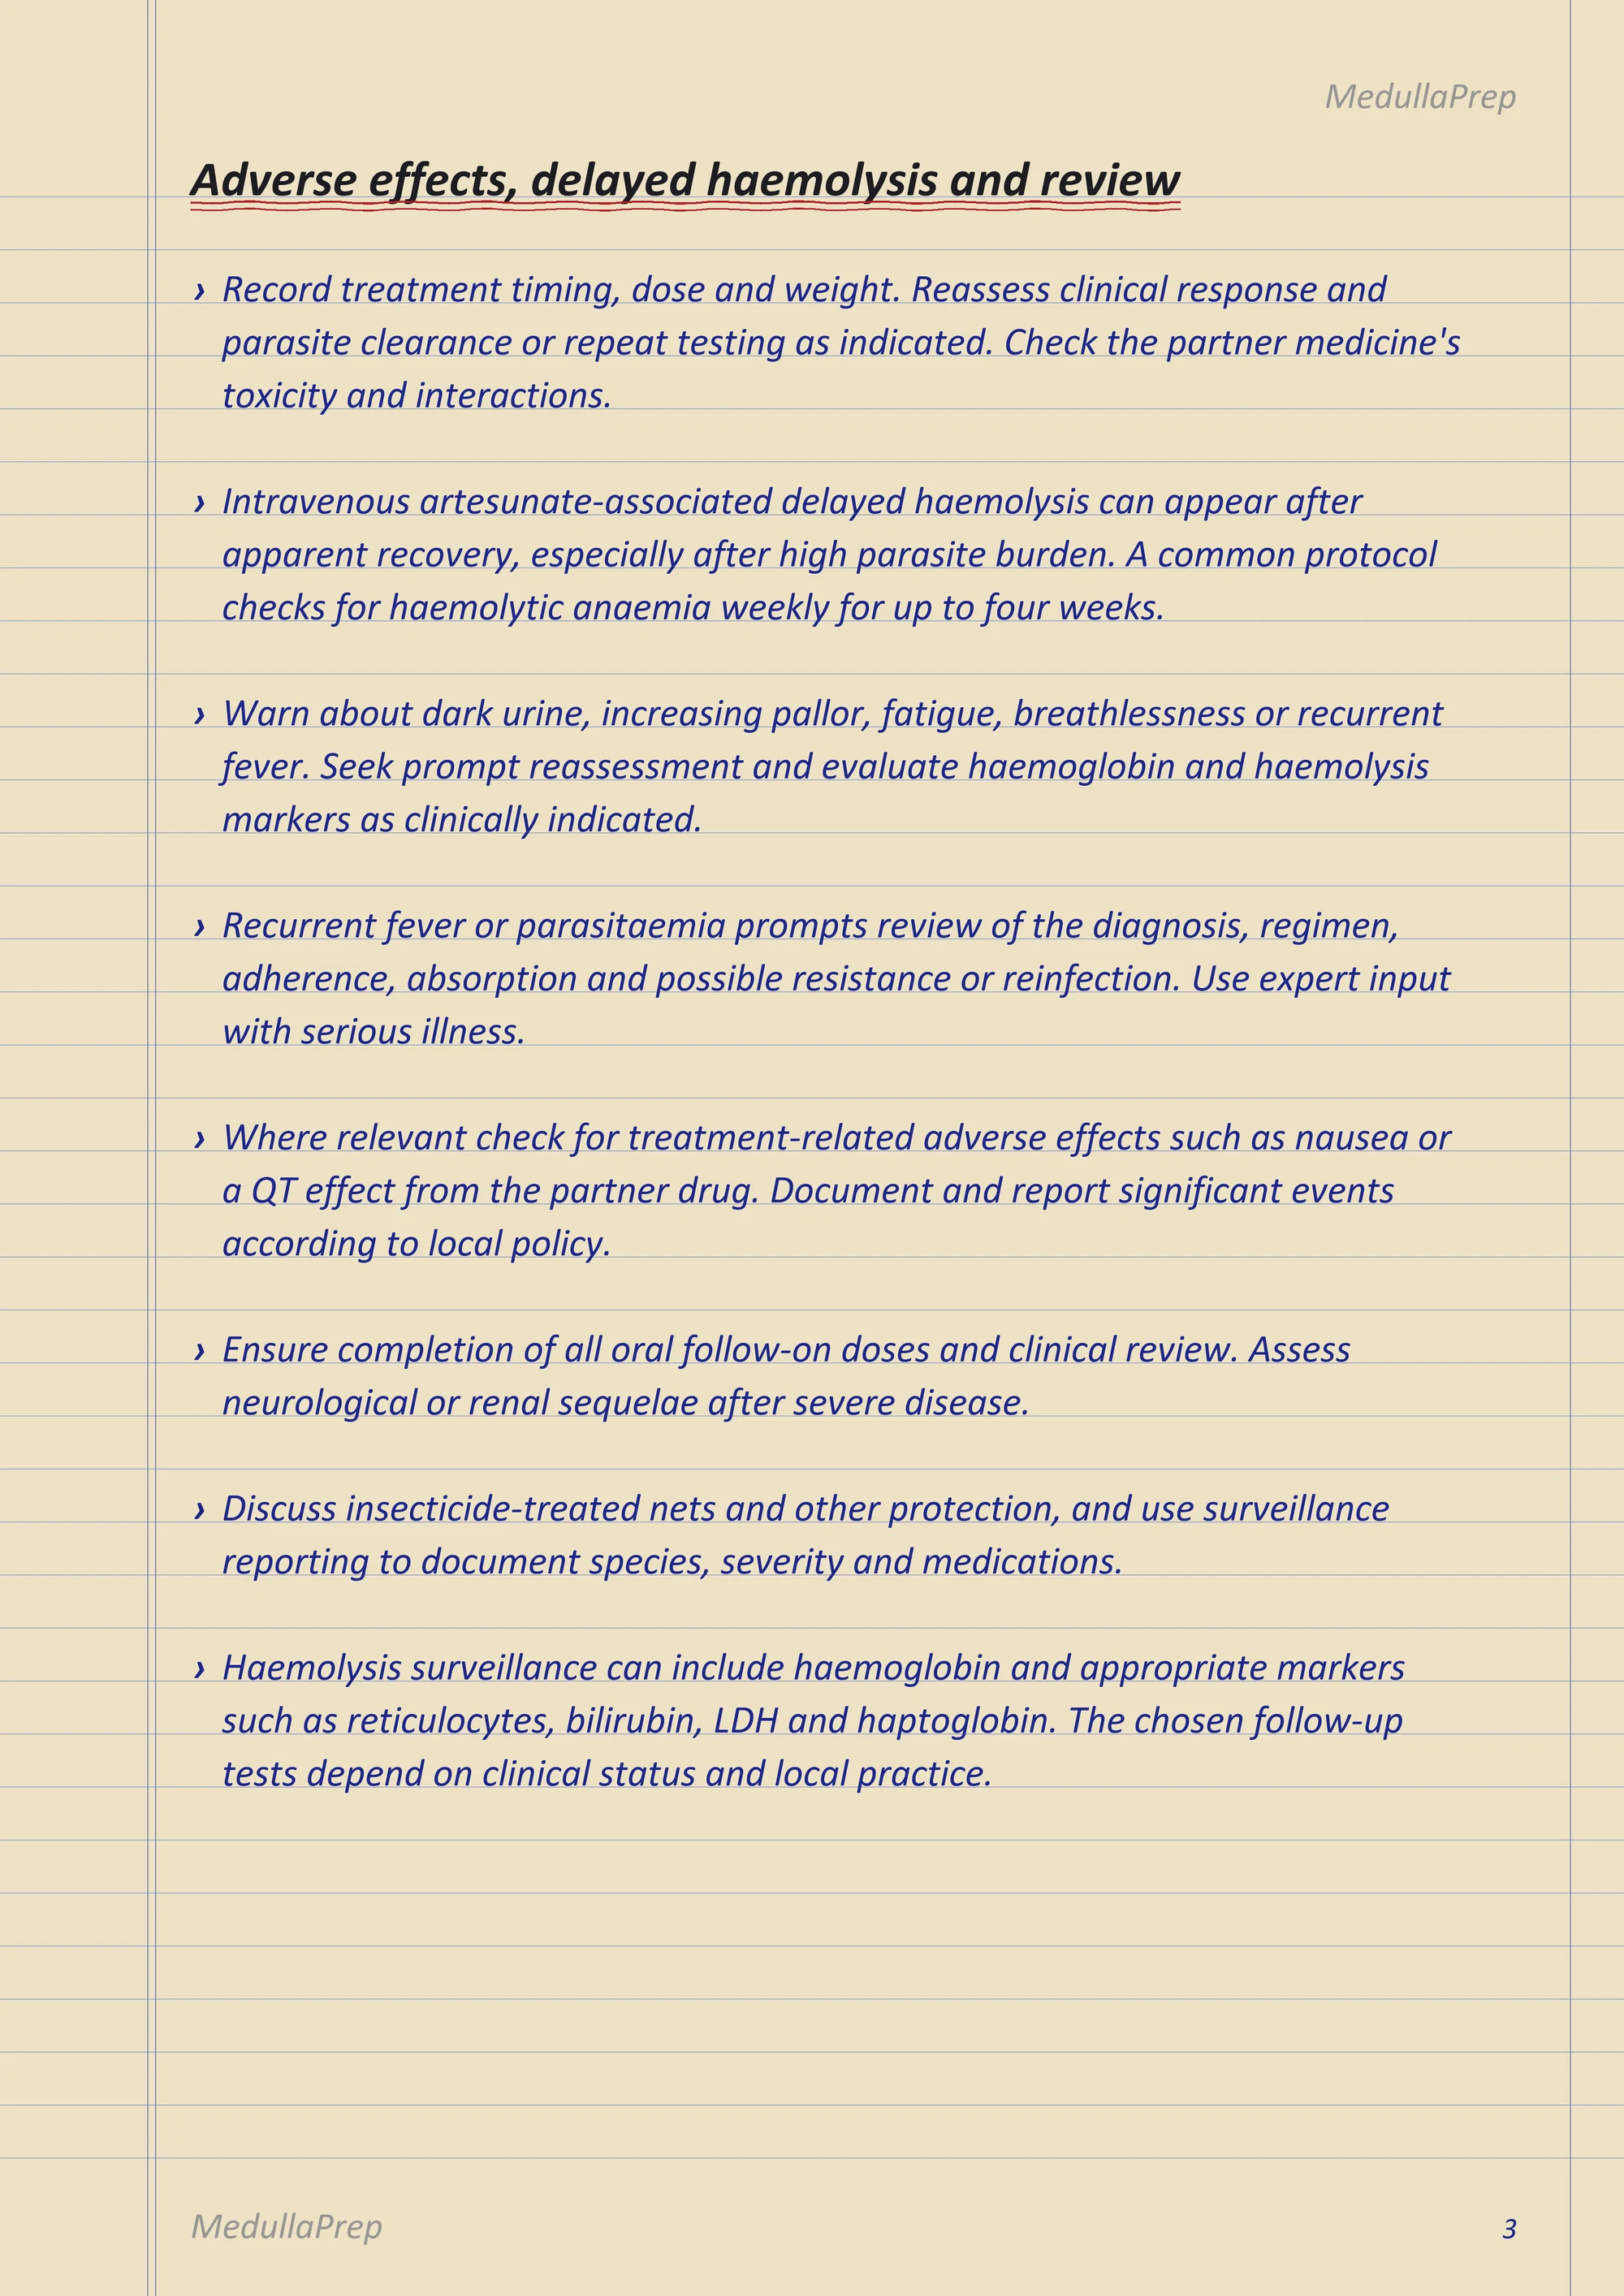 MedullaPrep
Adverse effects, delayed haemolysis and review
› Record treatment timing, dose and weight. Reassess clinical response and
parasite clearance or repeat testing as indicated. Check the partner medicine's
toxicity and interactions.
› Intravenous artesunate-associated delayed haemolysis can appear after
apparent recovery, especially after high parasite burden. A common protocol
checks for haemolytic anaemia weekly for up to four weeks.
› Warn about dark urine, increasing pallor, fatigue, breathlessness or recurrent
fever. Seek prompt reassessment and evaluate haemoglobin and haemolysis
markers as clinically indicated.
› Recurrent fever or parasitaemia prompts review of the diagnosis, regimen,
adherence, absorption and possible resistance or reinfection. Use expert input
with serious illness.
› Where relevant check for treatment-related adverse effects such as nausea or
a QT effect from the partner drug. Document and report significant events
according to local policy.
› Ensure completion of all oral follow-on doses and clinical review. Assess
neurological or renal sequelae after severe disease.
› Discuss insecticide-treated nets and other protection, and use surveillance
reporting to document species, severity and medications.
› Haemolysis surveillance can include haemoglobin and appropriate markers
such as reticulocytes, bilirubin, LDH and haptoglobin. The chosen follow-up
tests depend on clinical status and local practice.
MedullaPrep
3